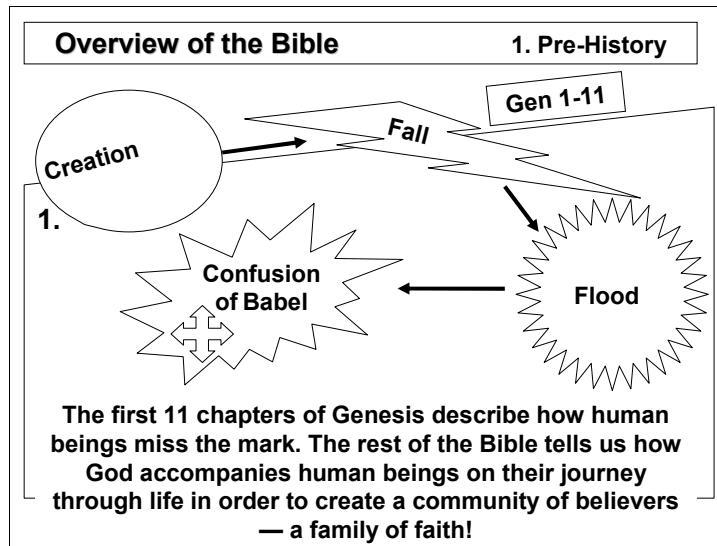 Overview of the Bible
1. Pre-History
Gen 1-11
Creation
Fall
1.
Confusion
of Babel
Flood
The first 11 chapters of Genesis describe how human
beings miss the mark. The rest of the Bible tells us how
God accompanies human beings on their journey
through life in order to create a community of believers
— a family of faith!